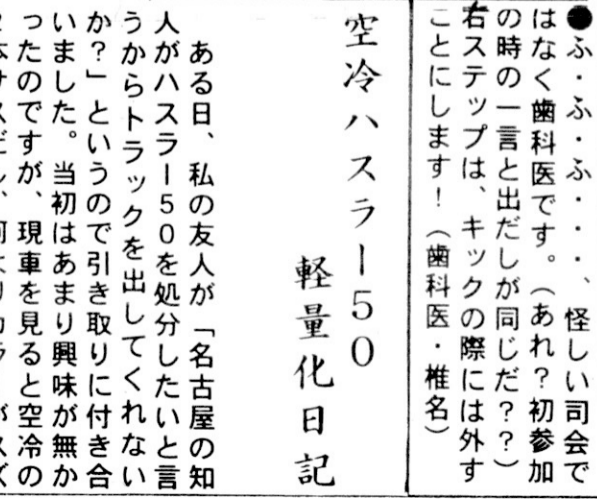 ●ふ・ふ・ふ・・・、怪しい司会で
はなく歯科医です。（あれ？初参加
の時の一言と出だしが同じだ？？）
右ステップは、キックの際には外す
ことにします！（歯科医・椎名）
空冷ハスラー50
軽量化日記
ある日、私の友人が「名古屋の知
人がハスラー50を処分したいと言
うからトラックを出してくれない
か？」というので引き取りに付き合
いました。当初はあまり興味が無か
ったのですが、現車を見ると空冷の